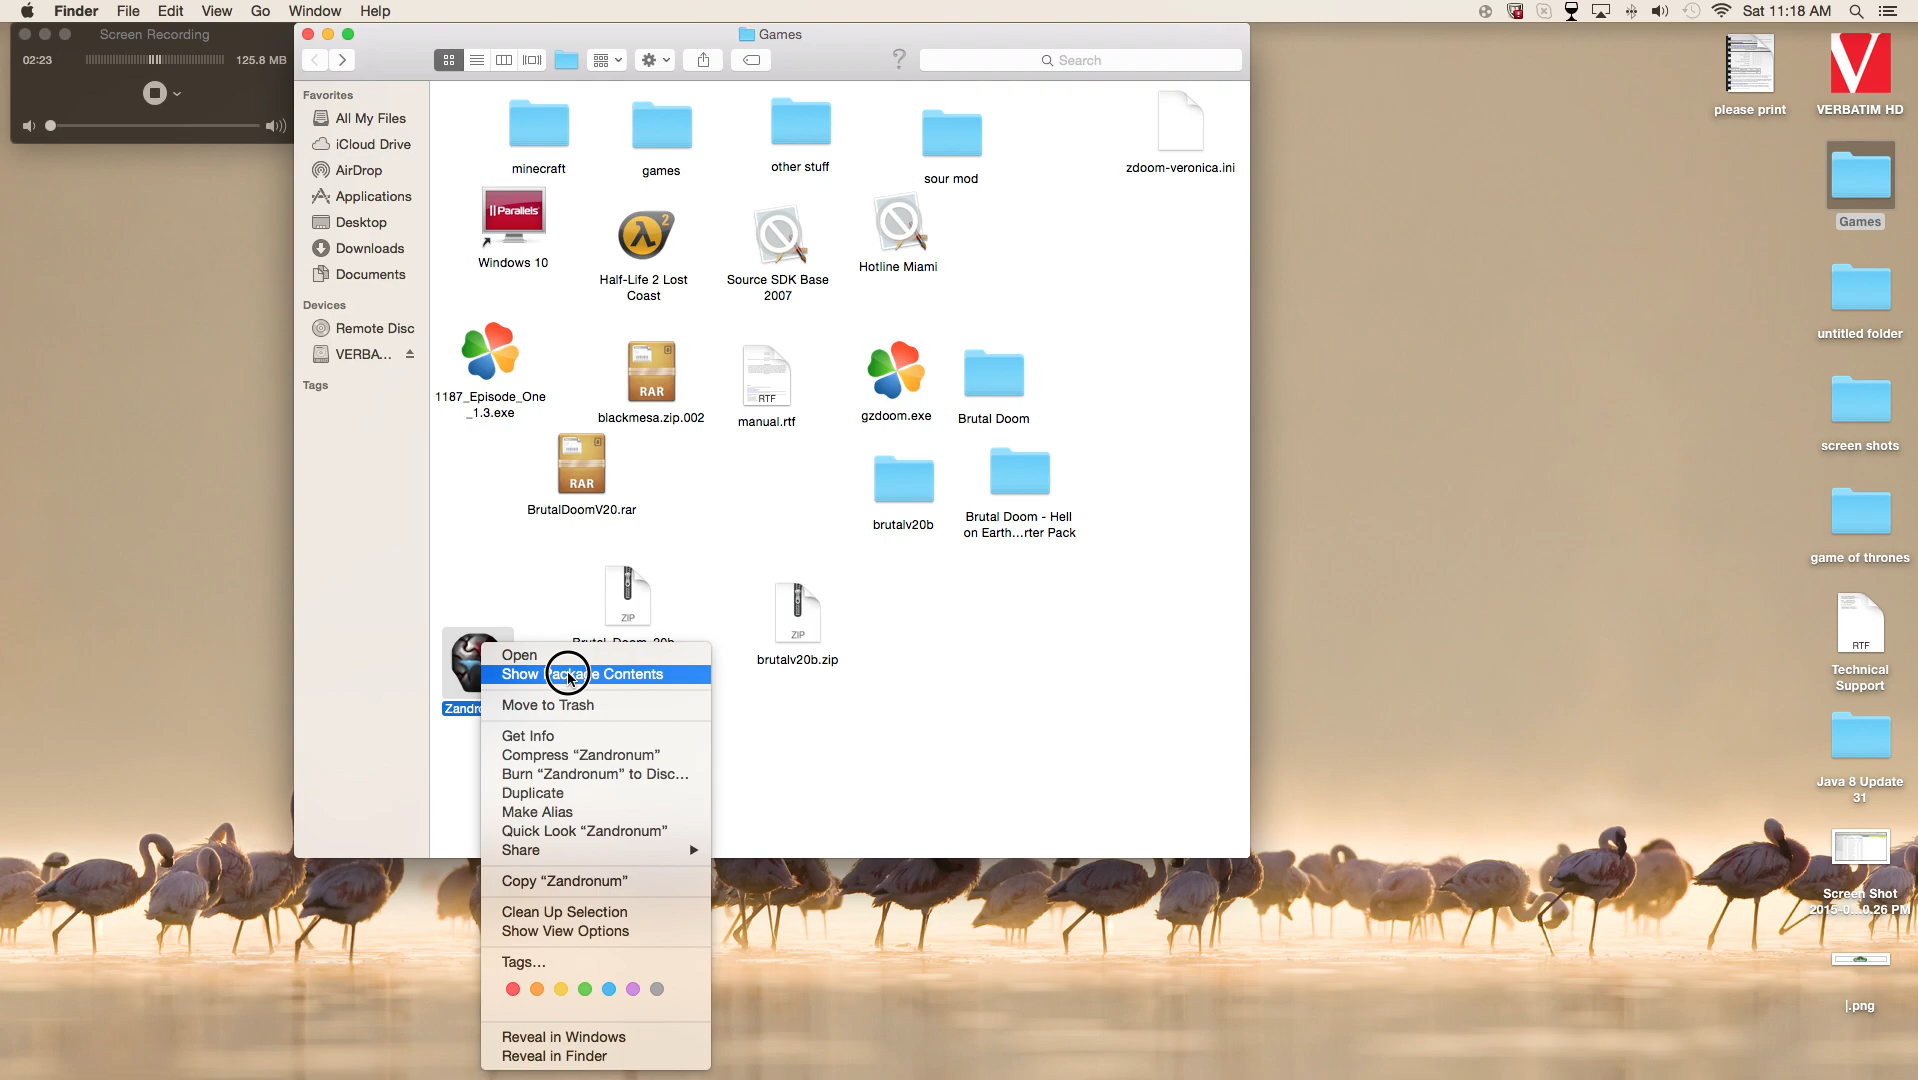 Finder File Edit View Go Window Help
Sat 11:18 AM
Screen Recording
02:23
125.8 MB
Games
Search
Favorites
All My Files
iCloud Drive
AirDrop
Applications
Desktop
Downloads
Documents
Devices
Remote Disc
VERBA...
Tags
minecraft
games
other stuff
sour mod
zdoom-veronica.ini
|| Parallels
Windows 10
2
Half-Life 2 Lost
Coast
Source SDK Base
2007
Hotline Miami
1187_Episode_One
_1.3.exe
RAR
blackmesa.zip.002
RTF
manual.rtf
gzdoom.exe
Brutal Doom
RAR
BrutalDoomV20.rar
brutalv20b
Brutal Doom - Hell
on Earth...rter Pack
ZIP
ZIP
brutalv20b.zip
Open
Show Package Contents
Move to Trash
Get Info
Compress “Zandronum”
Burn “Zandronum” to Disc...
Duplicate
Make Alias
Quick Look “Zandronum”
Share
Copy “Zandronum”
Clean Up Selection
Show View Options
Tags...
Reveal in Windows
Reveal in Finder
please print
VERBATIM HD
Games
untitled folder
screen shots
game of thrones
RTF
Technical
Support
Java 8 Update
31
Screen Shot
2015-0...0.26 PM
|.png